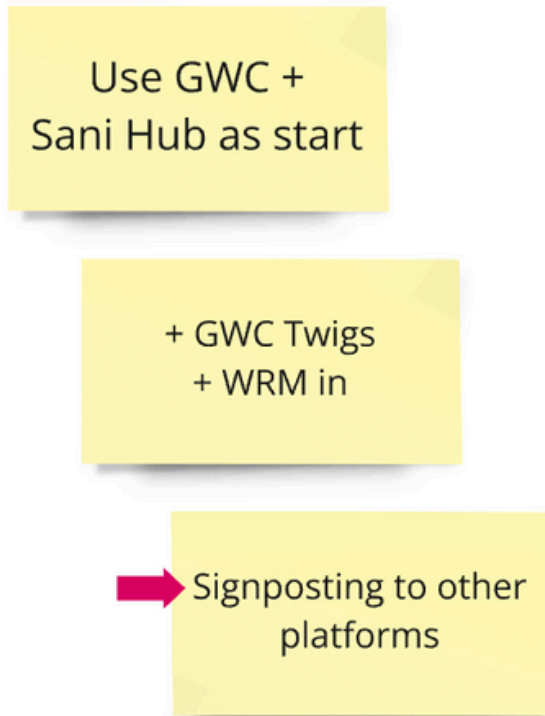 Use GWC +
Sani Hub as start
+ GWC Twigs
+ WRM in
Signposting to other
platforms